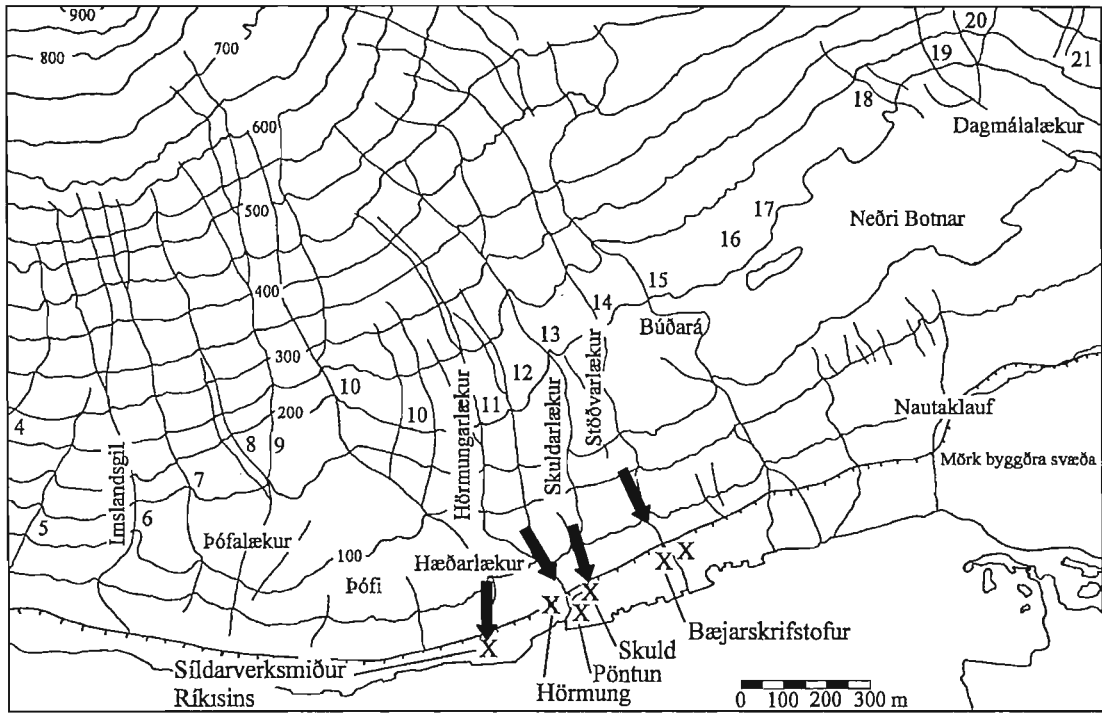 900
800
700
600
500
400
300
200
100
20
19
21
18
Dagmálalækur
17
Neðri Botnar
16
15
14
Búðará
13
12
10
10
11
Hörmungarlækur
Skuldarlækur
Stöðvarlækur
4
8
9
7
Nautaklauf
Mörk byggðra svæða
Imslandsgil
5
6
Þófalækur
Þófi
Hæðarlækur
X
X
X
X
X
X
Bæjarskrifstofur
Skuld
Pöntun
Hörmung
Síldarverksmiður
Ríkisins
0 100 200 300 m